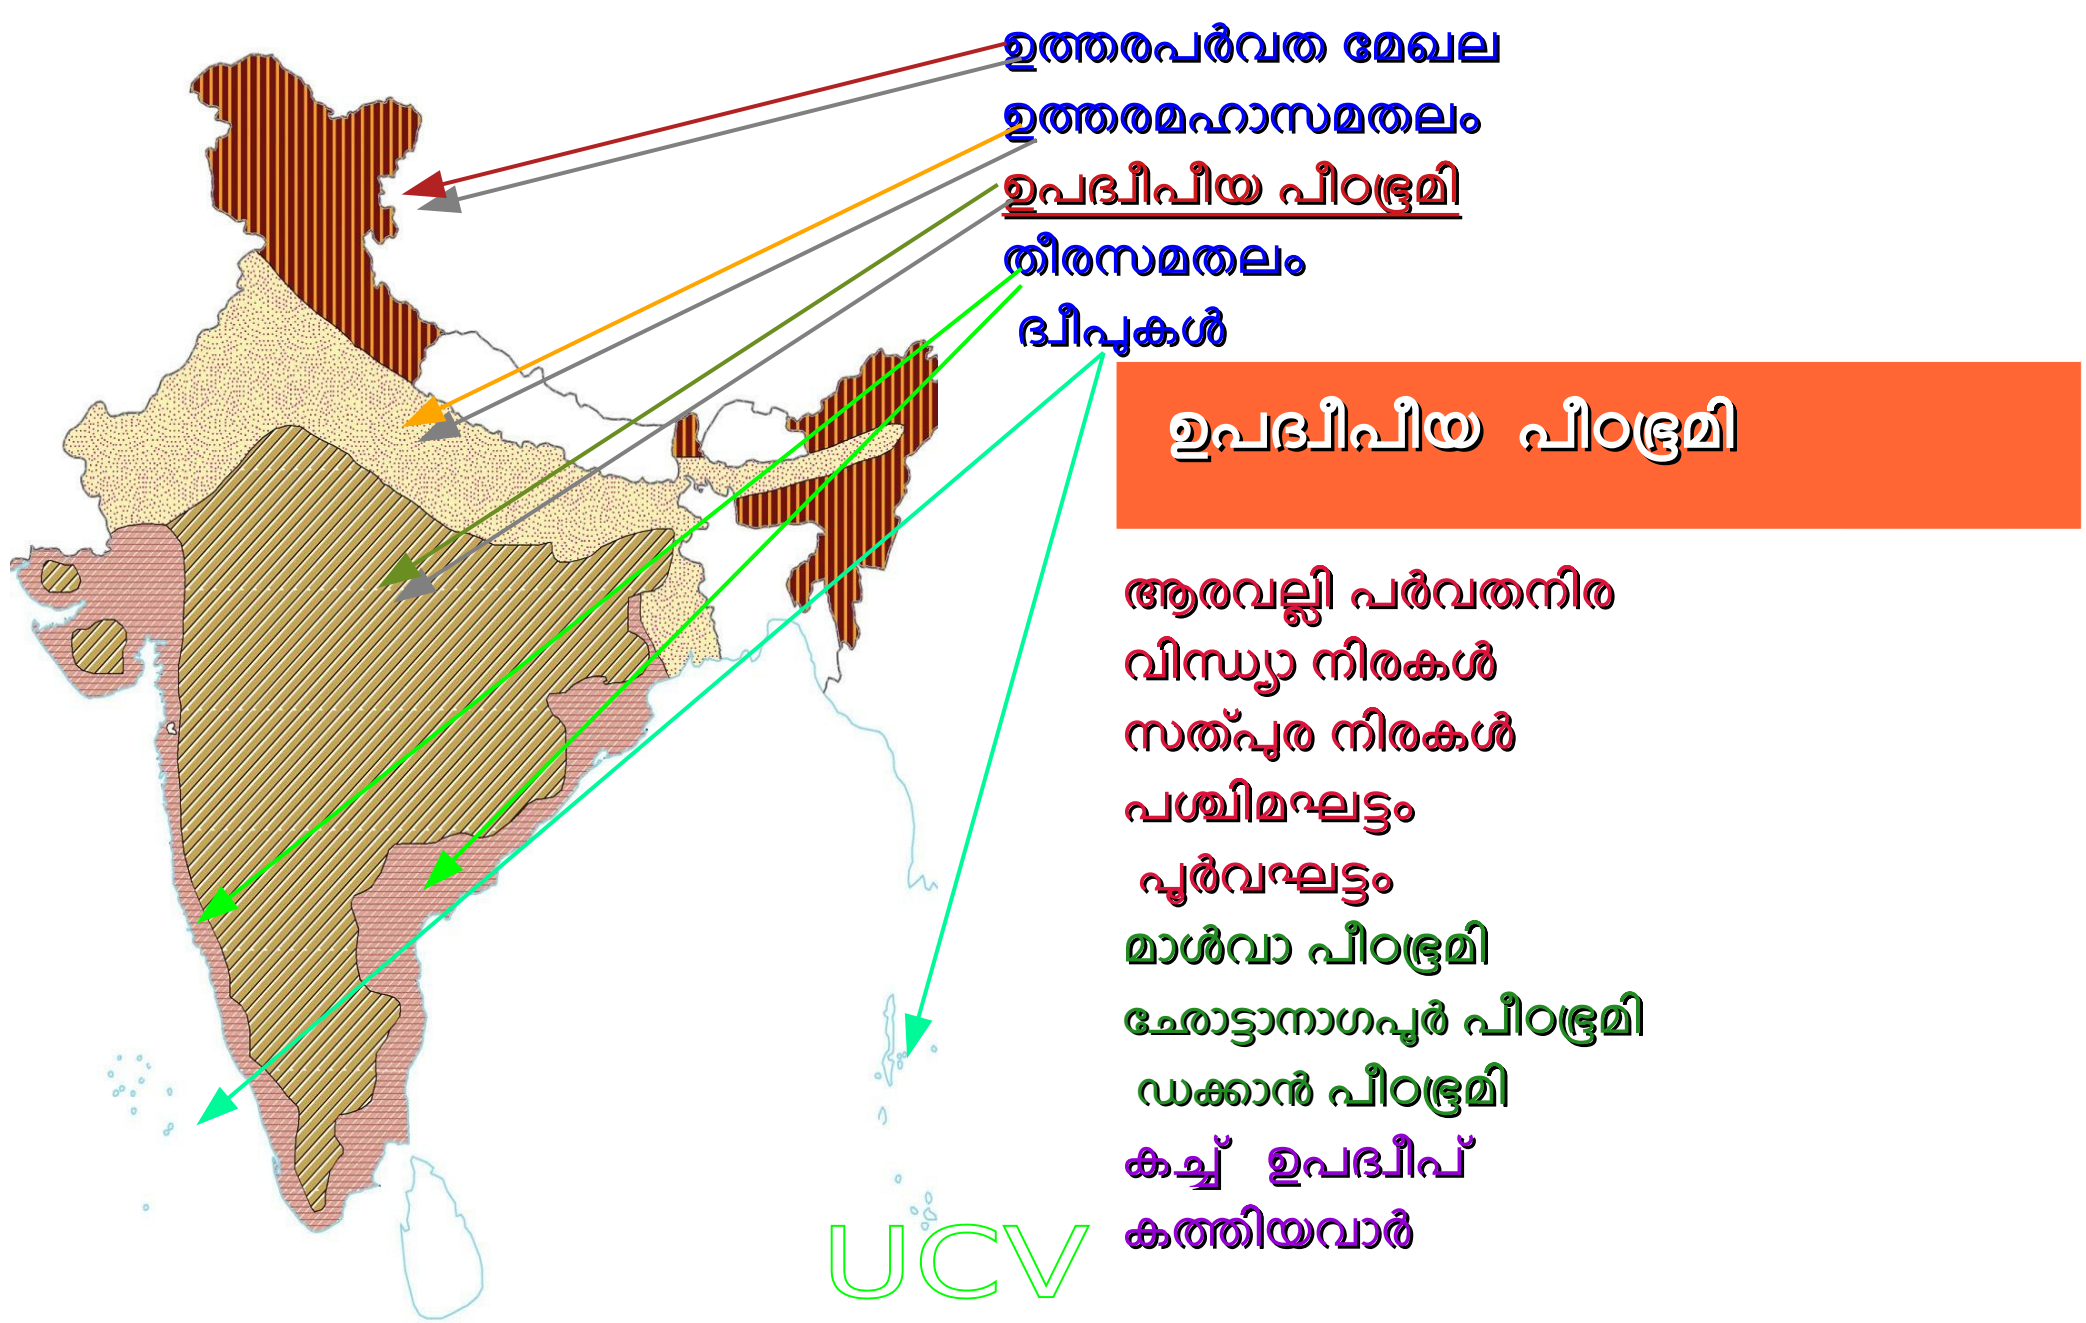 ഉത്തരപർവത മേഖല
ഉത്തരമഹാസമതലം
ഉപദ്വീപീയ പീഠഭൂമി
തീരസമതലം
ദ്വീപുകൾ
ഉപദ്വീപീയ പീഠഭൂമി
ആരവല്ലി പർവതനിര
വിന്ധ്യാ നിരകൾ
സത്പുര നിരകൾ
പശ്ചിമഘട്ടം
പൂർവഘട്ടം
മാൾവാ പീഠഭൂമി
ഛോട്ടാനാഗപൂർ പീഠഭൂമി
ഡക്കാൻ പീഠഭൂമി
കച്ച് ഉപദ്വീപ്
കത്തിയവാർ
UCV